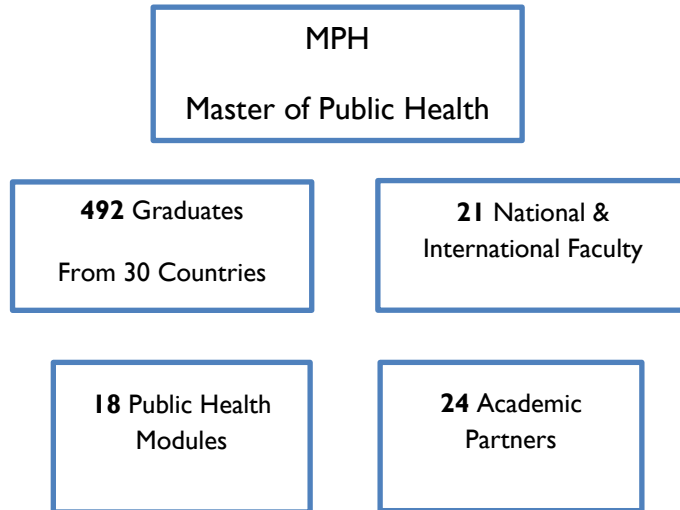 MPH
Master of Public Health
492 Graduates
From 30 Countries
21 National &
International Faculty
18 Public Health
Modules
24 Academic
Partners